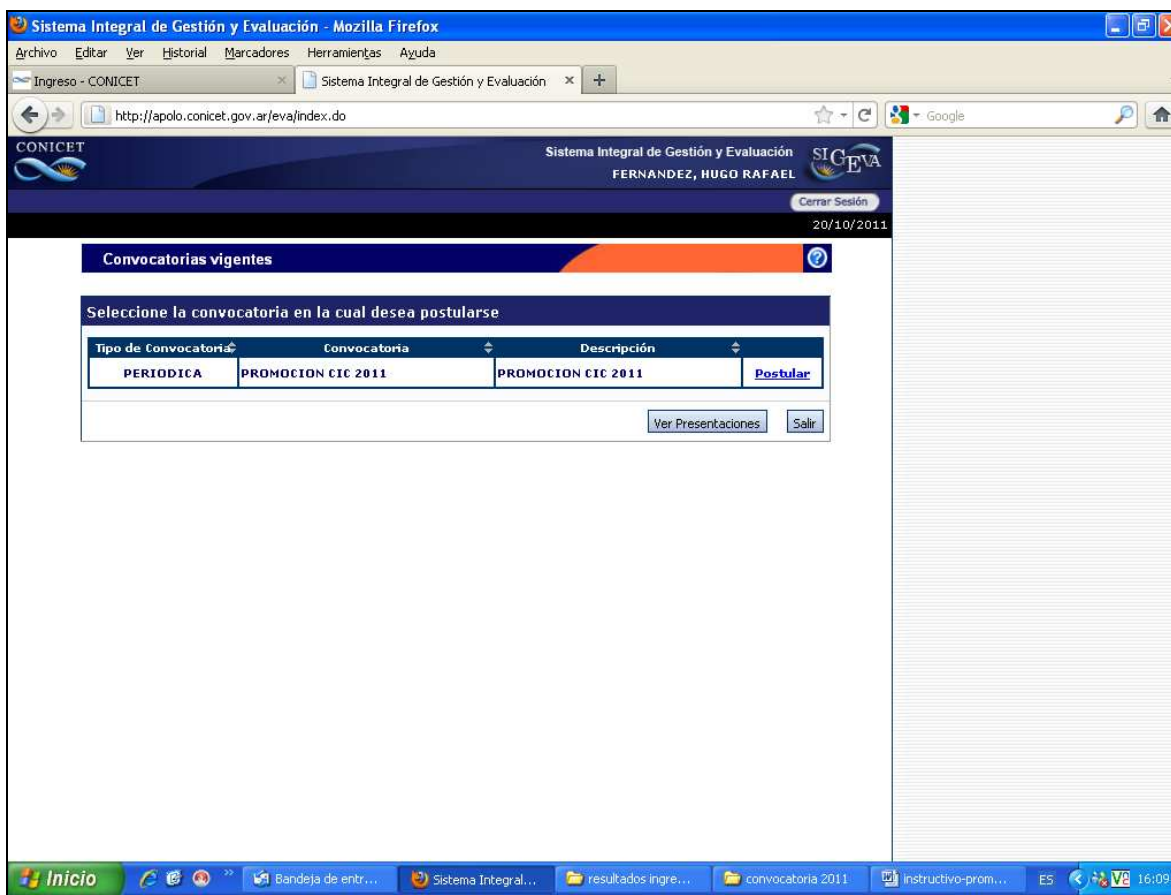 Sistema Integral de Gestión y Evaluación - Mozilla Firefox
Archivo Editar Ver Historial Marcadores Herramientas Ayuda
Ingreso - CONICET Sistema Integral de Gestión y Evaluación
http://apolo.conicet.gov.ar/eva/index.do Google
CONICET Sistema Integral de Gestión y Evaluación SIGEVA
FERNANDEZ, HUGO RAFAEL
Cerrar Sesión
20/10/2011
Convocatorias vigentes
Seleccione la convocatoria en la cual desea postularse
Tipo de Convocatoria Convocatoria Descripción
PERIODICA PROMOCION CIC 2011 PROMOCION CIC 2011 Postular
Ver Presentaciones Salir
Inicio Bandeja de entr... Sistema Integral... resultados ingre... convocatoria 2011 instructivo-prom... ES 16:09